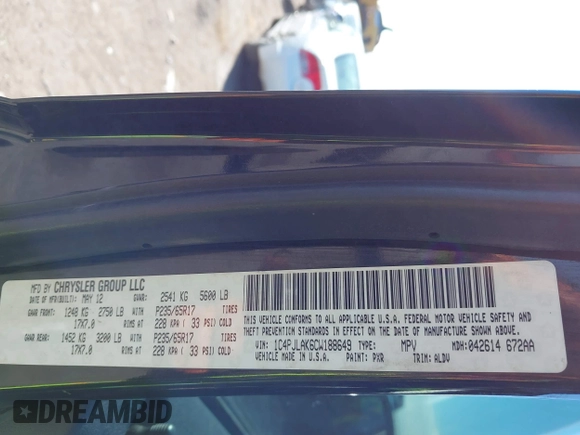 MFD BY CHRYSLER GROUP LLC
DATE OF MFR(BUILT): MAY 12 GVWR: 2541 KG 5600 LB
GAWR FRONT: 1248 KG 2750 LB P235/65R17 TIRES
17X7.0 RIMS AT 228 KPA ( 33 PSI) COLD
GAWR REAR: 1452 KG 3200 LB P235/65R17 TIRES
17X7.0 RIMS AT 228 KPA ( 33 PSI) COLD
THIS VEHICLE CONFORMS TO ALL APPLICABLE U.S.A. FEDERAL MOTOR VEHICLE SAFETY
AND THEFT PREVENTION STANDARDS IN EFFECT ON THE DATE OF MANUFACTURE SHOWN ABOVE.
VIN: 1C4PJLAK6CW188649 TYPE: MPV MDH: 042614 672AA
VEHICLE MADE IN U.S.A. PAINT: PXR TRIM: ALDV
DREAMBID